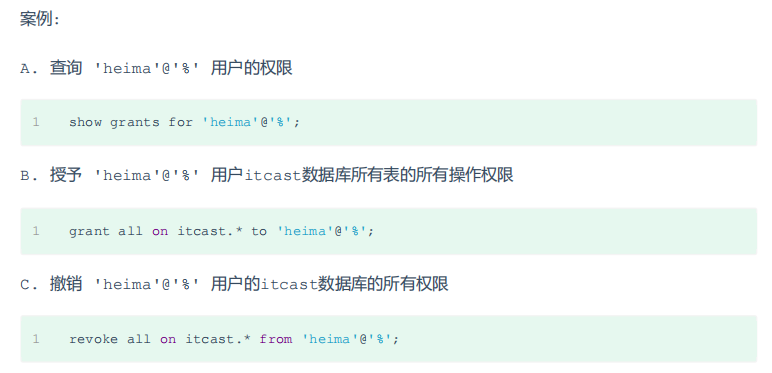 案例:
A. 查询 'heima'@'%' 用户的权限
1 show grants for 'heima'@'%';
B. 授予 'heima'@'%' 用户itcast数据库所有表的所有操作权限
1 grant all on itcast.* to 'heima'@'%';
C. 撤销 'heima'@'%' 用户的itcast数据库的所有权限
1 revoke all on itcast.* from 'heima'@'%';